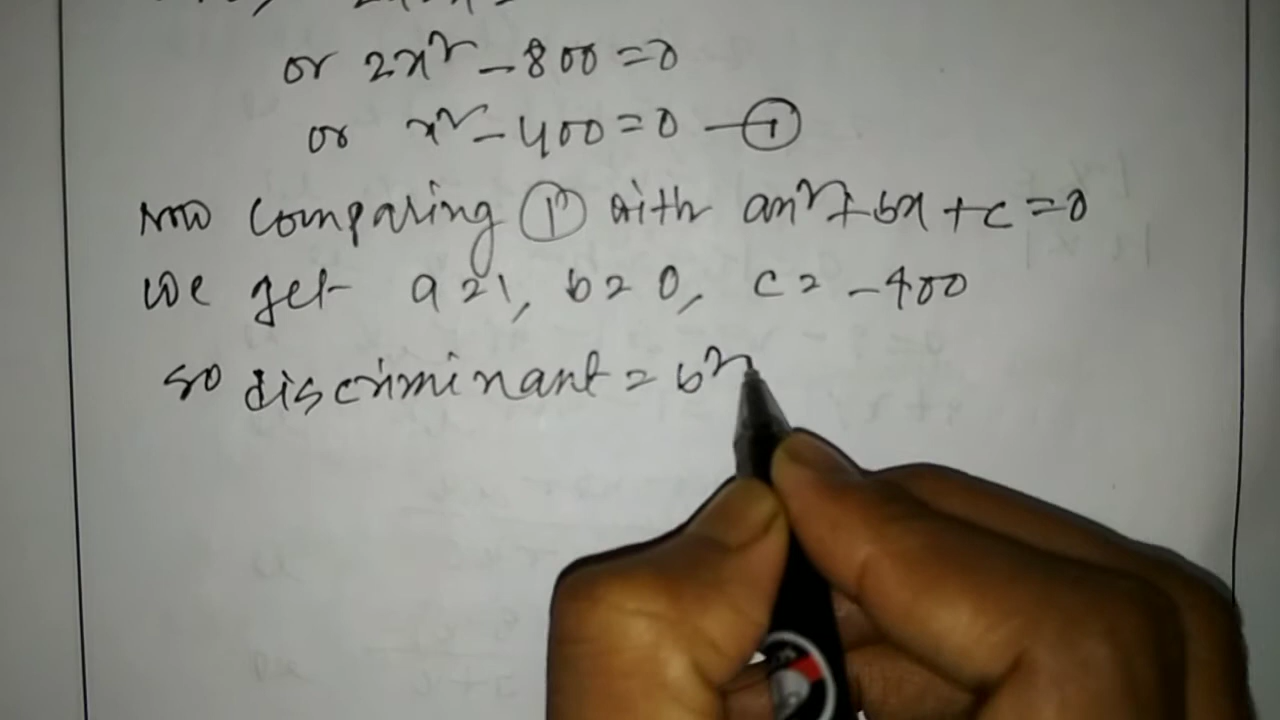 or 2x² - 800 = 0
or x² - 400 = 0 — ①
Now comparing ① with ax² + bx + c = 0
we get a = 1, b = 0, c = -400
so discriminant = b²